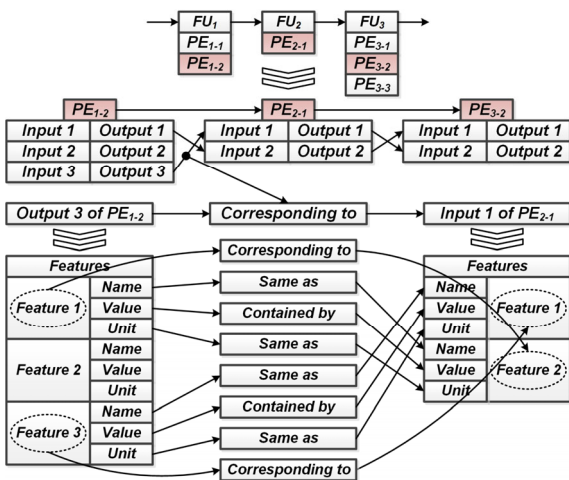 FU1 FU2 FU3
PE1-1 PE2-1 PE3-1
PE1-2 PE3-2
PE3-3
PE1-2 PE2-1 PE3-2
Input 1 Output 1 Input 1 Output 1 Input 1 Output 1
Input 2 Output 2 Input 2 Output 2 Input 2 Output 2
Input 3 Output 3
Output 3 of PE1-2 Corresponding to Input 1 of PE2-1
Corresponding to
Features Features
Name Same as Name
Feature 1 Value Contained by Value Feature 1
Unit Same as Unit
Name Name
Feature 2 Value Same as Value Feature 2
Unit Contained by Unit
Name
Feature 3 Value Same as
Unit
Corresponding to